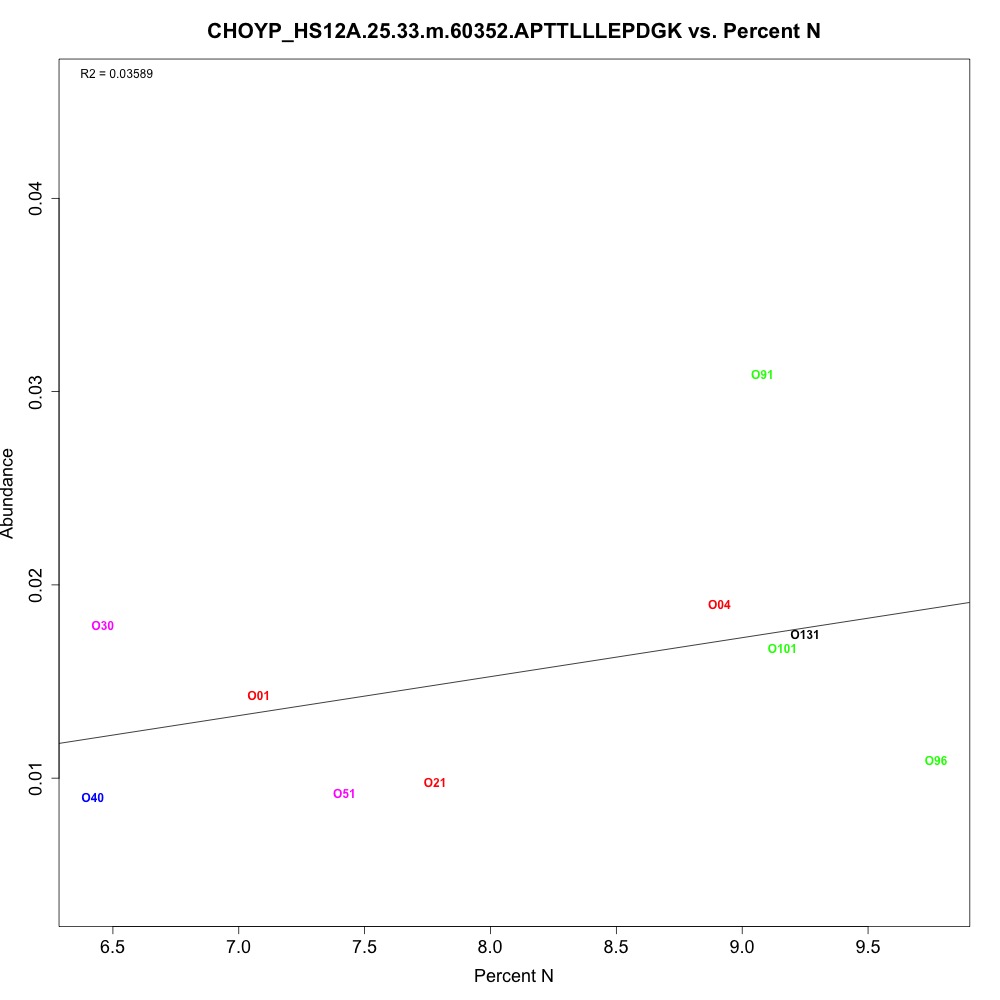 CHOYP_HS12A.25.33.m.60352.APTTLLLEPDGK vs. Percent N
R2 = 0.03589
0.04
O91
0.03
O04
0.02
O30
O131
O101
O01
O96
0.01
O21
O51
O40
Abundance
6.5 7.0 7.5 8.0 8.5 9.0 9.5
Percent N